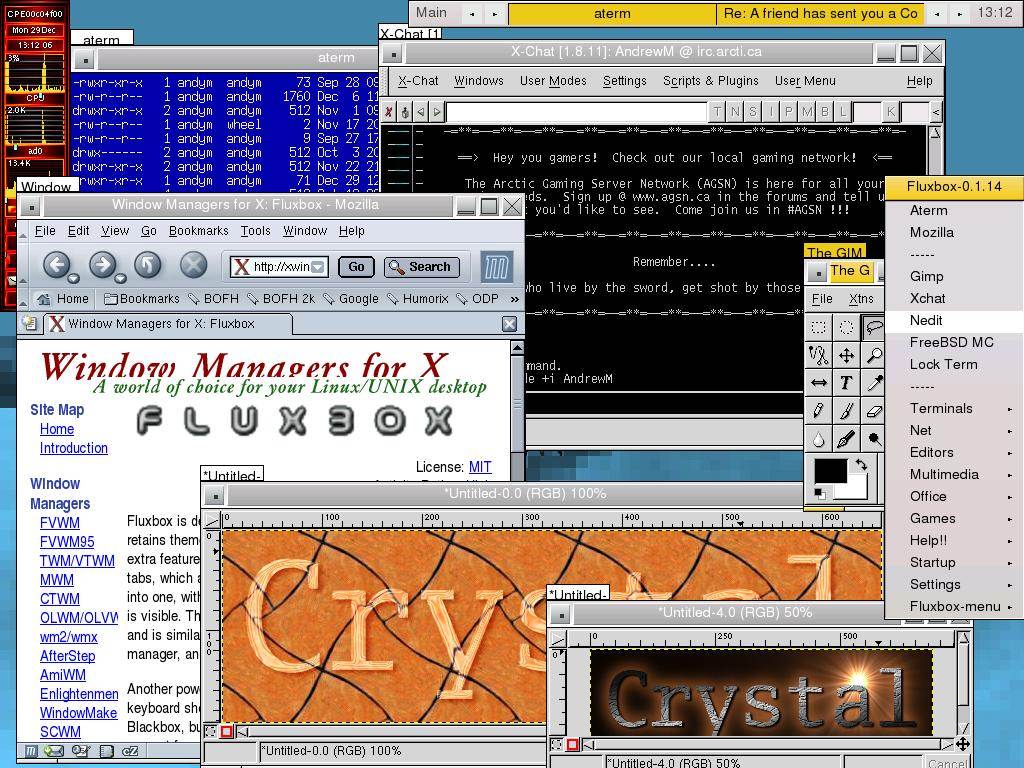 CPE00c04f00
Mon 29 Dec
13:12 06
3%
CPU
2.0K
ad0
13.4K
Main
aterm
Re: A friend has sent you a Co
13:12
aterm
aterm
-rwxr-xr-x 1 andym andym 73 Sep 28
-rw-r--r-- 1 andym andym 1760 Dec 6 11
drwxr-xr-x 2 andym andym 512 Nov 1
-rw-r--r-- 1 andym wheel 2 Nov 17
-rw-r--r-- 1 andym andym 9 Sep 27
drwx------ 2 andym andym 512 Oct 3
drwxr-xr-x 2 andym andym 512 Nov 22
-rw-r--r-- 1 andym andym 71 Dec 29
X-Chat [1
X-Chat [1.8.11]: AndrewM @ irc.arcti.ca
X-Chat Windows User Modes Settings Scripts & Plugins User Menu Help
X T N S I P M B L K
==> Hey you gamers! Check out our local gaming network! <==
The Arctic Gaming Server Network (AGSN) is here for all your
eds. Sign up @ www.agsn.ca in the forums and tell u
you'd like to see. Come join us in #AGSN !!!
Remember....
ho live by the sword, get shot by those
mmand.
+i AndrewM
Window
Window Managers for X: Fluxbox - Mozilla
File Edit View Go Bookmarks Tools Window Help
http://xwin Go Search
Home Bookmarks BOFH BOFH 2k Google Humorix ODP »
Window Managers for X: Fluxbox
Window Managers for X
A world of choice for your Linux/UNIX desktop
FLUXBOX
Site Map
Home
Introduction
License: MIT
Window
Managers
FVWM
FVWM95
TWM/VTWM
MWM
CTWM
OLWM/OLVW
wm2/wmx
AfterStep
AmiWM
Enlightenmen
WindowMake
SCWM
Fluxbox is d
retains them
extra feature
tabs, which
into one, with
is visible. Th
and is simila
manager, an
Another pow
keyboard sh
Blackbox, bu
The GIM
The G
File Xtns
T
Fluxbox-0.1.14
Aterm
Mozilla
-----
Gimp
Xchat
Nedit
FreeBSD MC
Lock Term
-----
Terminals
Net
Editors
Multimedia
Office
Games
Help!!
Startup
Settings
Fluxbox-menu
*Untitled-
*Untitled-0.0 (RGB) 100%
0 100 200 300 400 500 600
0
100
Crystal
*Untitled-0.0 (RGB) 100%
*Untitled-
*Untitled-4.0 (RGB) 50%
0 250 500
0
Crystal
*Untitled-4.0 (RGB) 50%
Cancel